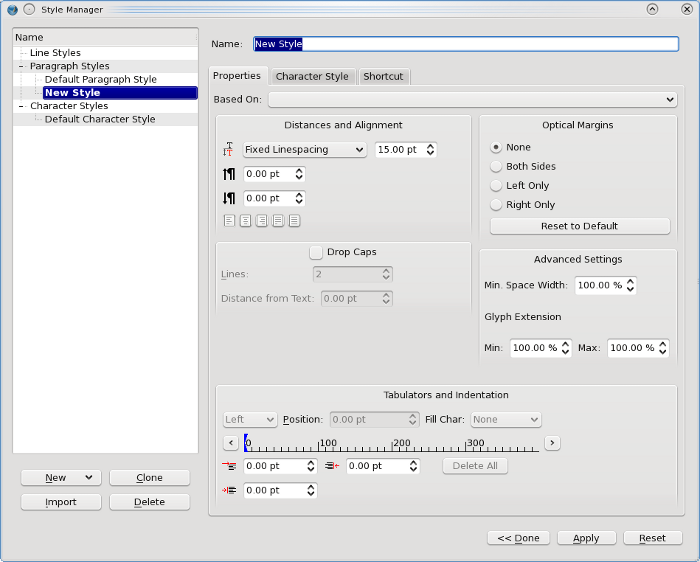 Style Manager
Name
Line Styles
Paragraph Styles
Default Paragraph Style
New Style
Character Styles
Default Character Style
New
Clone
Import
Delete
Name: New Style
Properties Character Style Shortcut
Based On:
Distances and Alignment
Fixed Linespacing 15.00 pt
0.00 pt
0.00 pt
Drop Caps
Lines: 2
Distance from Text: 0.00 pt
Optical Margins
None
Both Sides
Left Only
Right Only
Reset to Default
Advanced Settings
Min. Space Width: 100.00 %
Glyph Extension
Min: 100.00 % Max: 100.00 %
Tabulators and Indentation
Left Position: 0.00 pt Fill Char: None
< 0 100 200 300 >
0.00 pt 0.00 pt Delete All
0.00 pt
<< Done Apply Reset